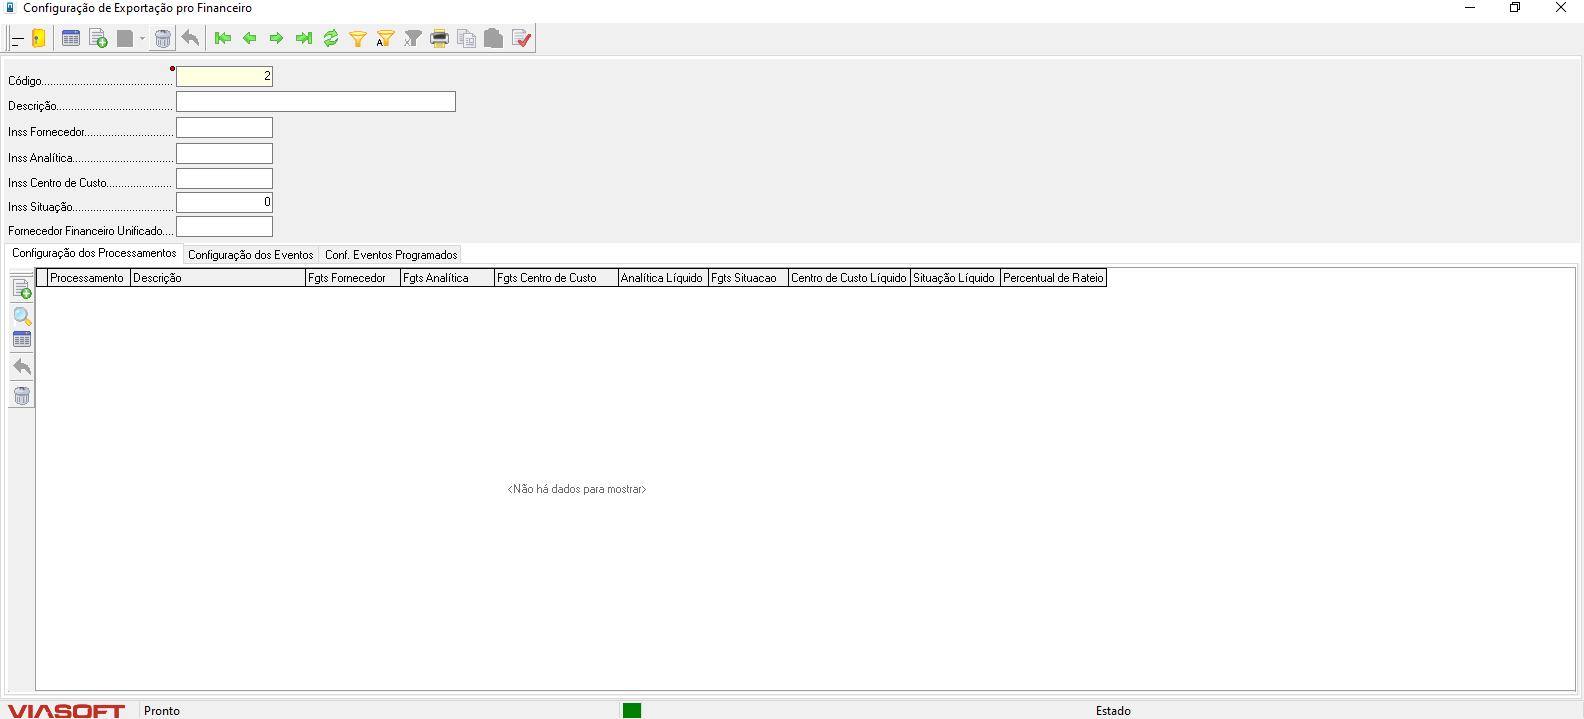 Configuração de Exportação pro Financeiro
Código 2
Descrição
Inss Fornecedor
Inss Analítica
Inss Centro de Custo
Inss Situação 0
Fornecedor Financeiro Unificado
Configuração dos Processamentos Configuração dos Eventos Conf. Eventos Programados
Processamento Descrição Fgts Fornecedor Fgts Analítica Fgts Centro de Custo Analítica Líquido Fgts Situacao Centro de Custo Líquido Situação Líquido Percentual de Rateio
<Não há dados para mostrar>
VIASOFT Pronto Estado